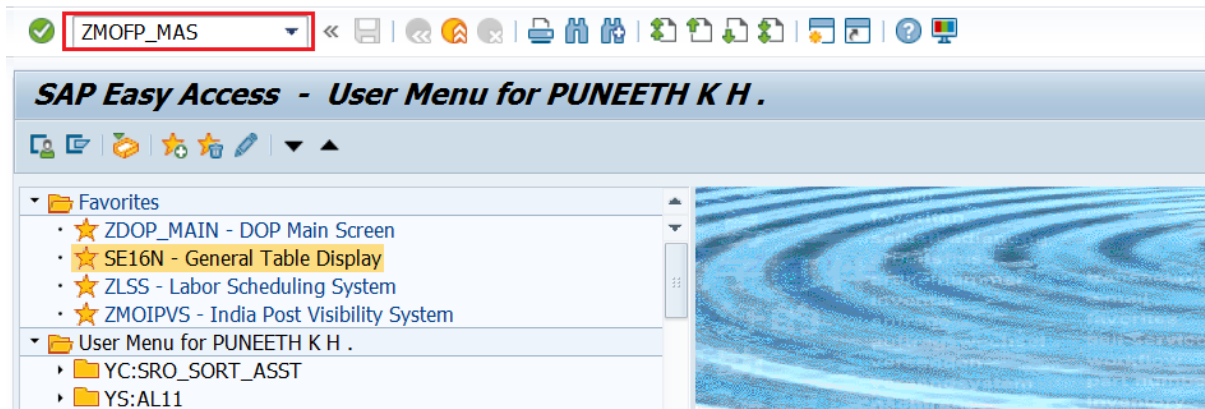 ZMOFP_MAS
SAP Easy Access - User Menu for PUNEETH K H .
Favorites
ZDOP_MAIN - DOP Main Screen
SE16N - General Table Display
ZLSS - Labor Scheduling System
ZMOIPVS - India Post Visibility System
User Menu for PUNEETH K H .
YC:SRO_SORT_ASST
YS:AL11